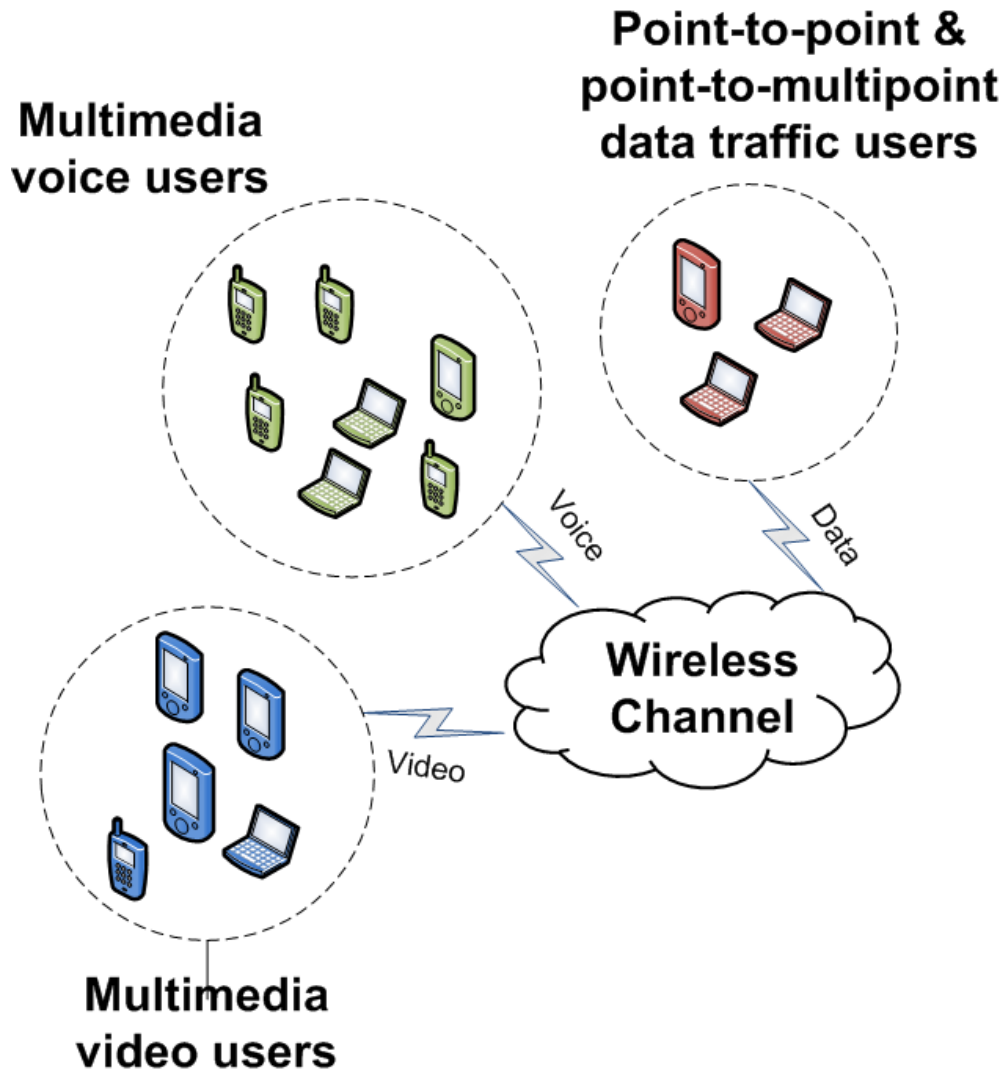 Point-to-point &
point-to-multipoint
data traffic users
Multimedia
voice users
Voice
Data
Wireless
Channel
Video
Multimedia
video users